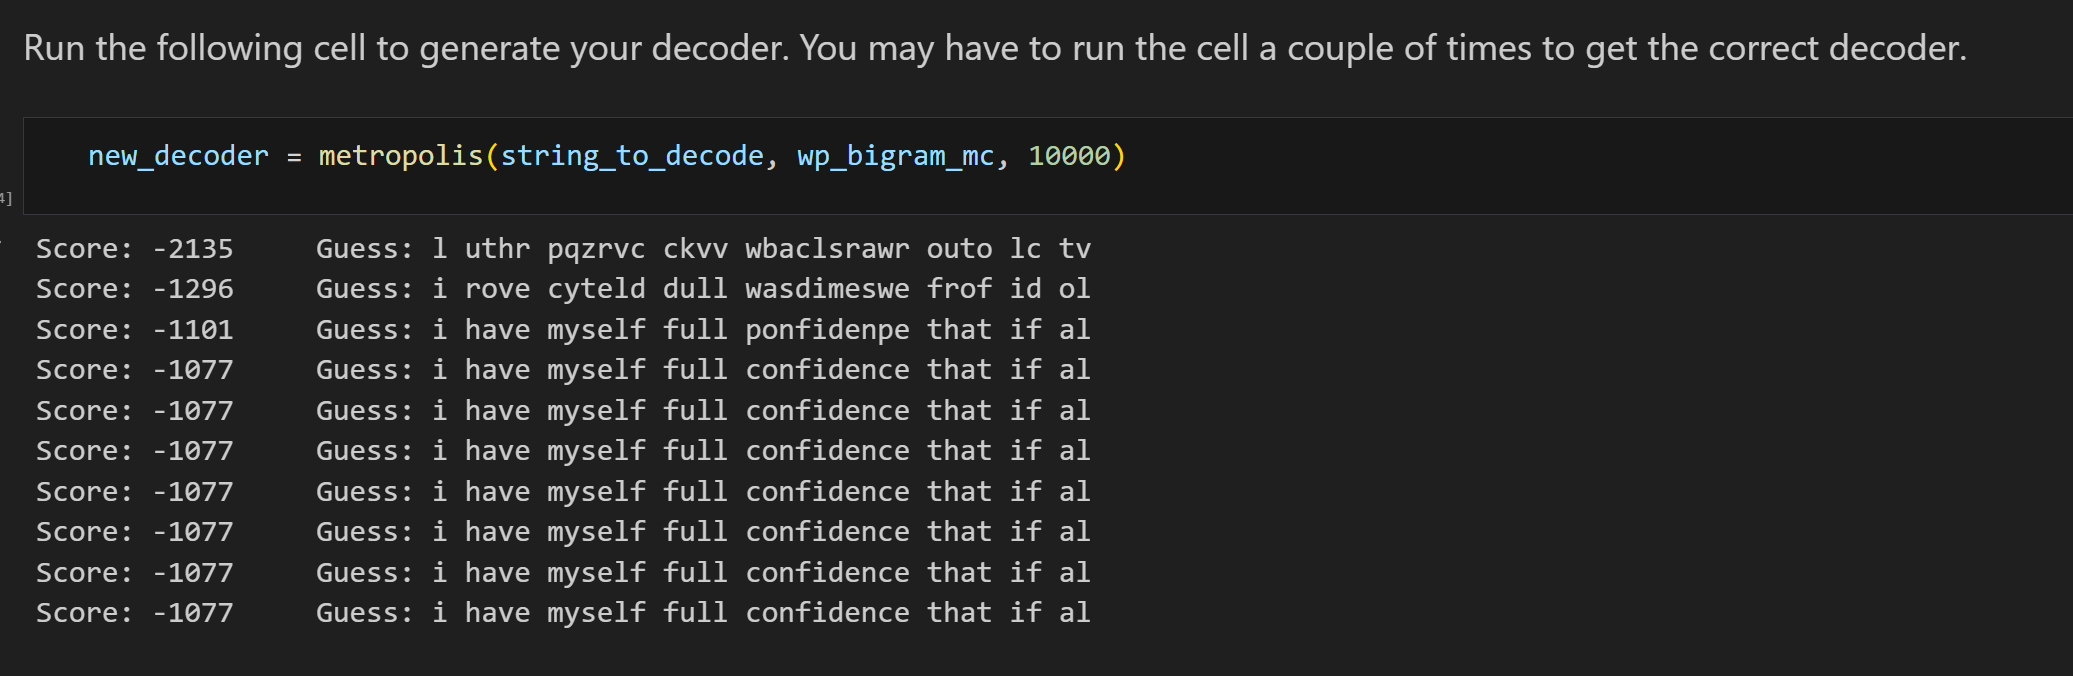 Run the following cell to generate your decoder. You may have to run the cell a couple of times to get the correct decoder.
new_decoder = metropolis(string_to_decode, wp_bigram_mc, 10000)
4]
Score: -2135     Guess: l uthr pqzrvc ckvv wbaclsrawr outo lc tv
Score: -1296     Guess: i rove cyteld dull wasdimeswe frof id ol
Score: -1101     Guess: i have myself full ponfidenpe that if al
Score: -1077     Guess: i have myself full confidence that if al
Score: -1077     Guess: i have myself full confidence that if al
Score: -1077     Guess: i have myself full confidence that if al
Score: -1077     Guess: i have myself full confidence that if al
Score: -1077     Guess: i have myself full confidence that if al
Score: -1077     Guess: i have myself full confidence that if al
Score: -1077     Guess: i have myself full confidence that if al